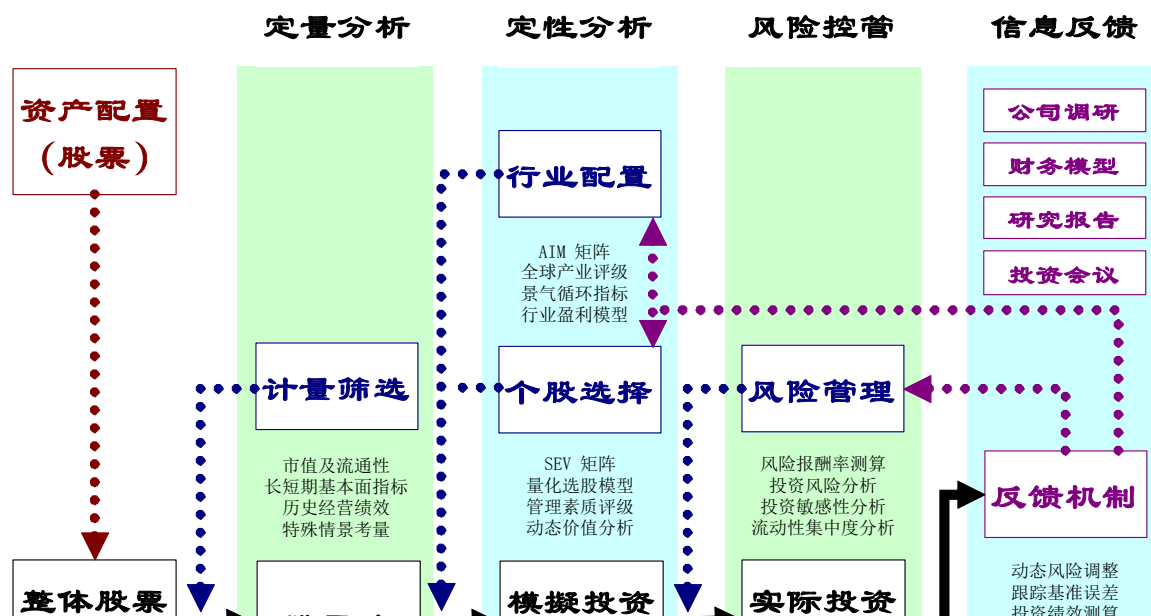 定量分析
定性分析
风险控管
信息反馈
资产配置
(股票)
公司调研
财务模型
研究报告
投资会议
行业配置
AIM 矩阵
全球产业评级
景气循环指标
行业盈利模型
计量筛选
市值及流通性
长短期基本面指标
历史经营绩效
特殊情景考量
个股选择
SEV 矩阵
量化选股模型
管理素质评级
动态价值分析
风险管理
风险报酬率测算
投资风险分析
投资敏感性分析
流动性集中度分析
反馈机制
动态风险调整
跟踪基准误差
投资绩效测算
整体股票
模擬投资
实际投资